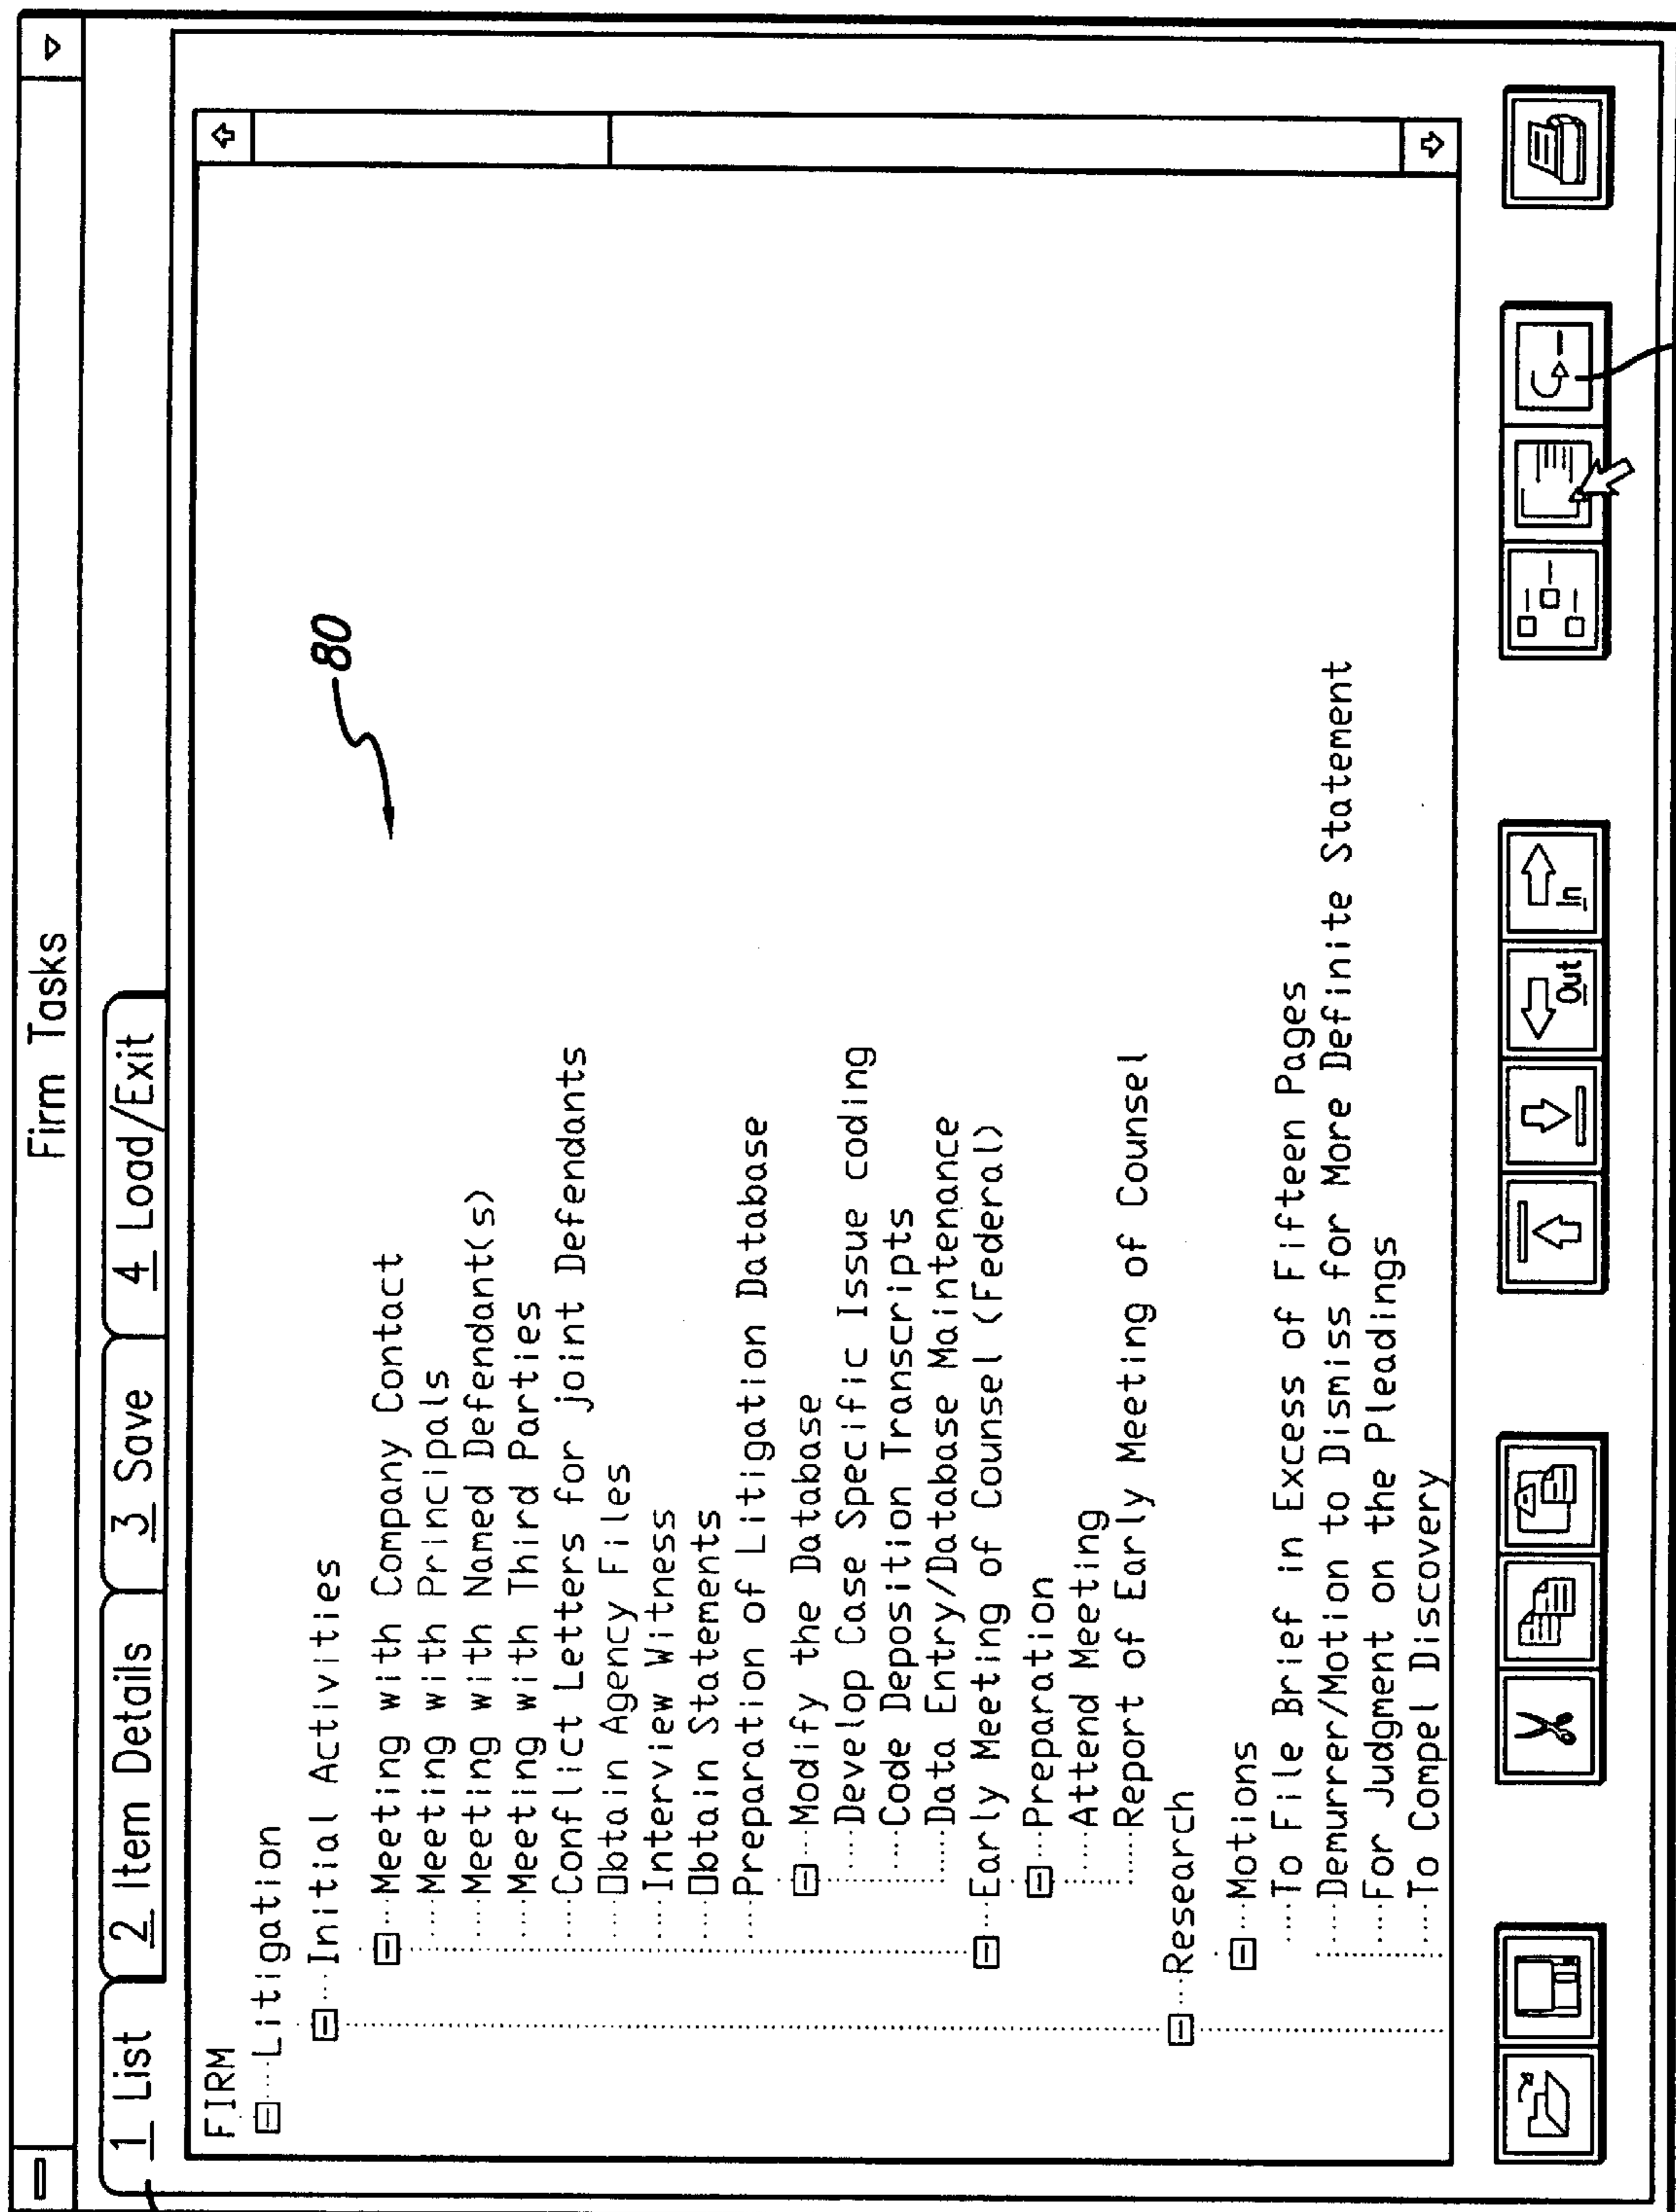 Firm Tasks
1 List
2 Item Details
3 Save
4 Load/Exit
FIRM
Litigation
Initial Activities
Meeting with Company Contact
Meeting with Principals
Meeting with Named Defendant(s)
Meeting with Third Parties
Conflict Letters for joint Defendants
Obtain Agency Files
Interview Witness
Obtain Statements
Preparation of Litigation Database
Modify the Database
Develop Case Specific Issue coding
Code Deposition Transcripts
Data Entry/Database Maintenance
Early Meeting of Counsel (Federal)
Preparation
Attend Meeting
Report of Early Meeting of Counsel
Research
Motions
To File Brief in Excess of Fifteen Pages
Demurrer/Motion to Dismiss for More Definite Statement
For Judgment on the Pleadings
To Compel Discovery
80
Out
In